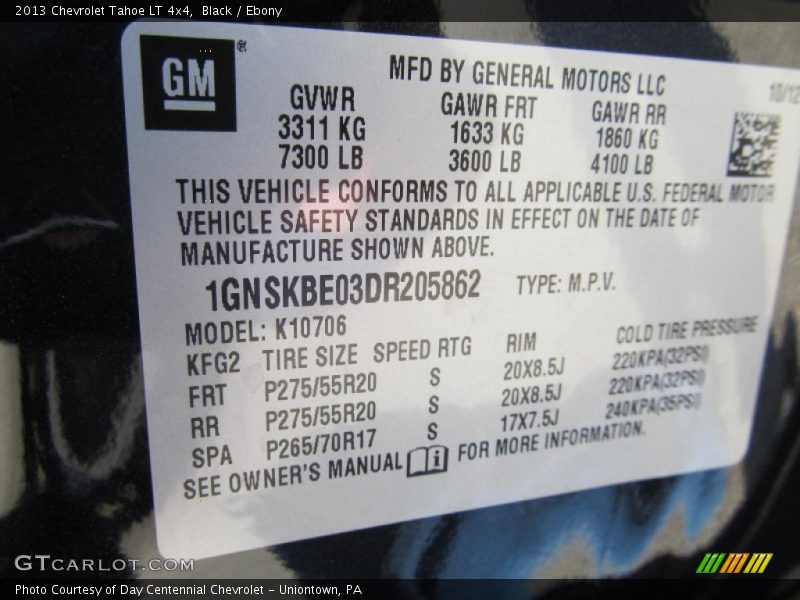 2013 Chevrolet Tahoe LT 4x4, Black / Ebony
GM ®
MFD BY GENERAL MOTORS LLC
10/12
GVWR GAWR FRT GAWR RR
3311 KG 1633 KG 1860 KG
7300 LB 3600 LB 4100 LB
THIS VEHICLE CONFORMS TO ALL APPLICABLE U.S. FEDERAL MOTOR
VEHICLE SAFETY STANDARDS IN EFFECT ON THE DATE OF
MANUFACTURE SHOWN ABOVE.
1GNSKBE03DR205862 TYPE: M.P.V.
MODEL: K10706
KFG2 TIRE SIZE SPEED RTG RIM COLD TIRE PRESSURE
FRT P275/55R20 S 20X8.5J 220KPA(32PSI)
RR P275/55R20 S 20X8.5J 220KPA(32PSI)
SPA P265/70R17 S 17X7.5J 240KPA(35PSI)
SEE OWNER'S MANUAL i FOR MORE INFORMATION.
GTCARLOT.COM
Photo Courtesy of Day Centennial Chevrolet - Uniontown, PA